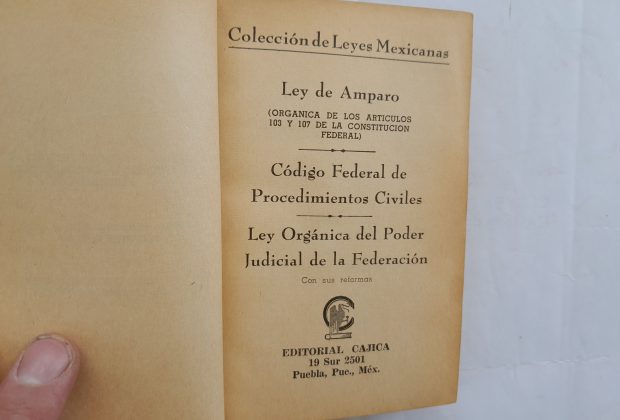 Colección de Leyes Mexicanas
Ley de Amparo
(ORGANICA DE LOS ARTICULOS
103 Y 107 DE LA CONSTITUCION
FEDERAL)
Código Federal de
Procedimientos Civiles
Ley Orgánica del Poder
Judicial de la Federación
Con sus reformas
EDITORIAL CAJICA
19 Sur 2501
Puebla, Pue., Méx.